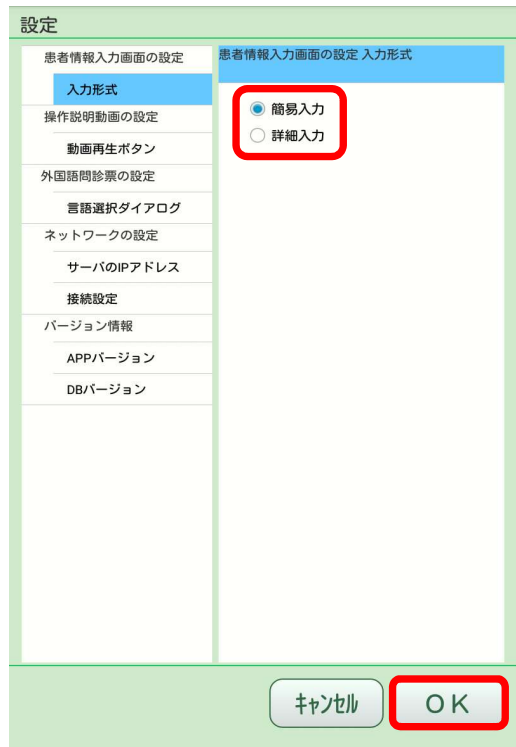 設定
患者情報入力画面の設定
入力形式
操作説明動画の設定
動画再生ボタン
外国語問診票の設定
言語選択ダイアログ
ネットワークの設定
サーバのIPアドレス
接続設定
バージョン情報
APPバージョン
DBバージョン
患者情報入力画面の設定 入力形式
簡易入力
詳細入力
キャンセル
OK